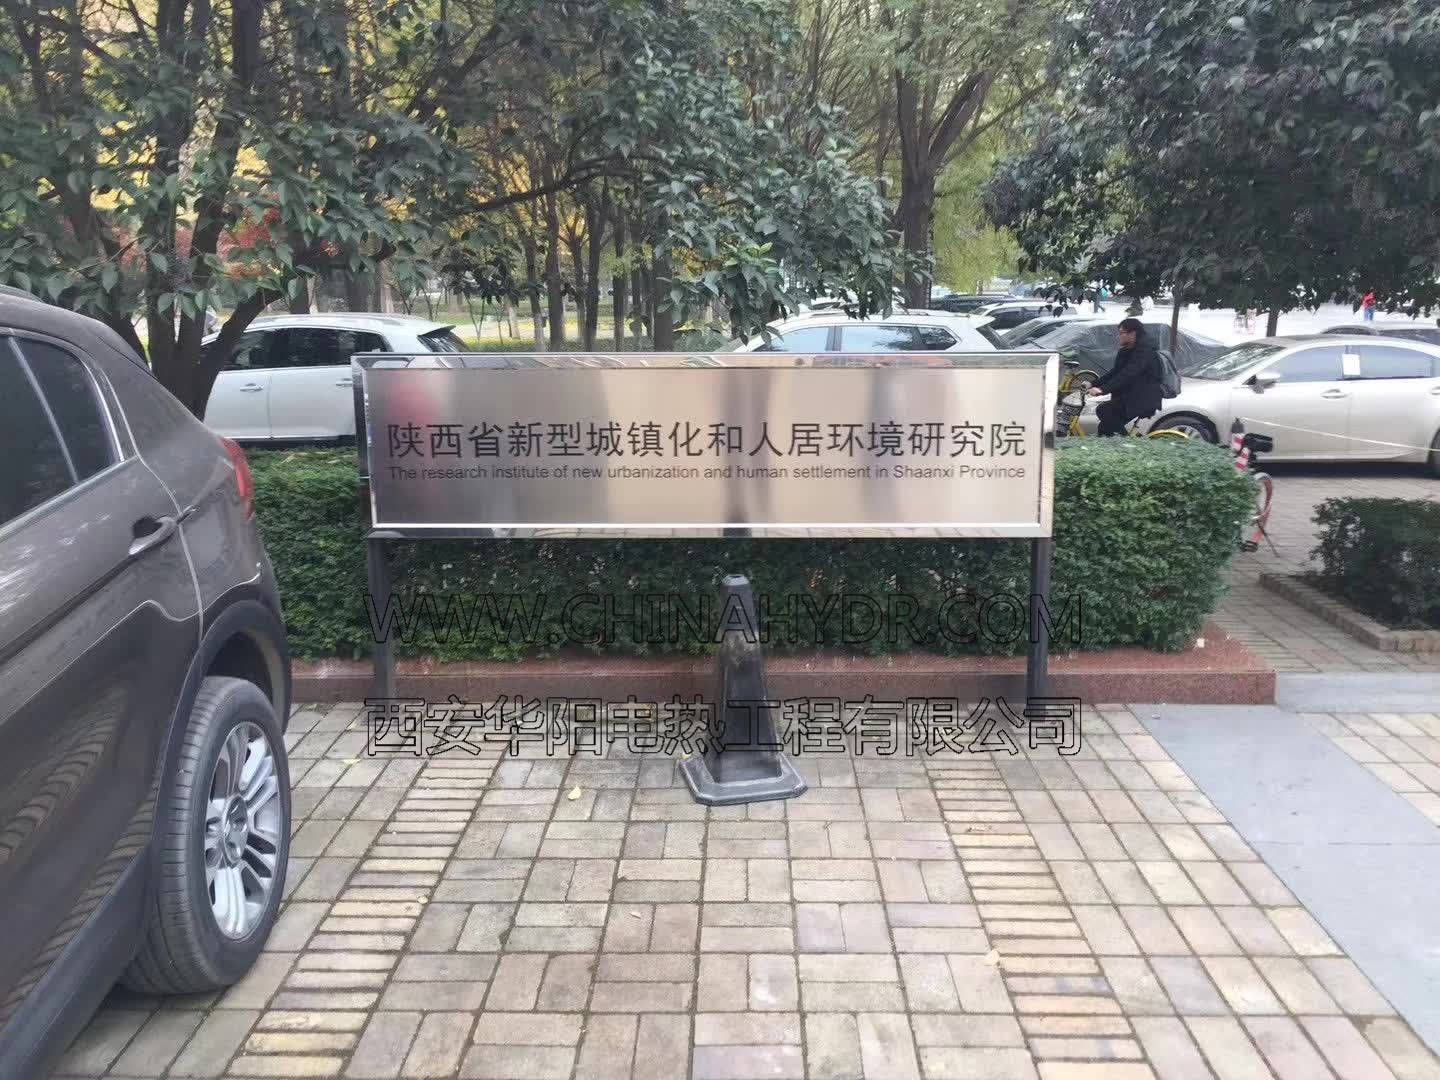 陕西省新型城镇化和人居环境研究院
The research institute of new urbanization and human settlement in Shaanxi Province
WWW.CHINAHYDR.COM
西安华阳电热工程有限公司